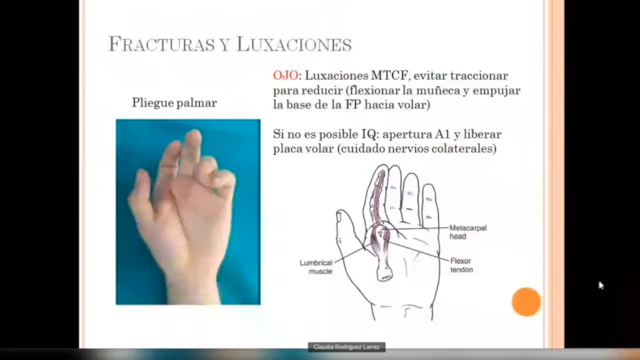 FRACTURAS Y LUXACIONES
OJO: Luxaciones MTCF, evitar traccionar
para reducir (flexionar la muñeca y empujar
la base de la FP hacia volar)
Pliegue palmar
Si no es posible IQ: apertura A1 y liberar
placa volar (cuidado nervios colaterales)
Metacarpal
head
Flexor
tendon
Lumbrical
muscle
Claudia Rodriguez Larraz